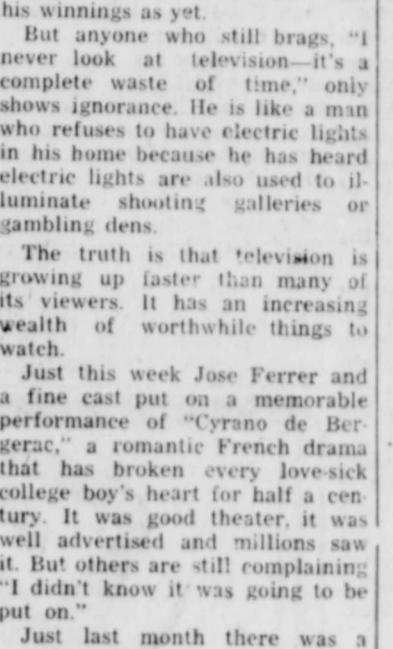 his winnings as yet.
But anyone who still brags, "I
never look at television—it's a
complete waste of time," only
shows ignorance. He is like a man
who refuses to have electric lights
in his home because he has heard
electric lights are also used to il-
luminate shooting galleries or
gambling dens.
The truth is that television is
growing up faster than many of
its viewers. It has an increasing
wealth of worthwhile things to
watch.
Just this week Jose Ferrer and
a fine cast put on a memorable
performance of "Cyrano de Ber-
gerac," a romantic French drama
that has broken every love-sick
college boy's heart for half a cen-
tury. It was good theater, it was
well advertised and millions saw
it. But others are still complaining
"I didn't know it was going to be
put on."
Just last month there was a